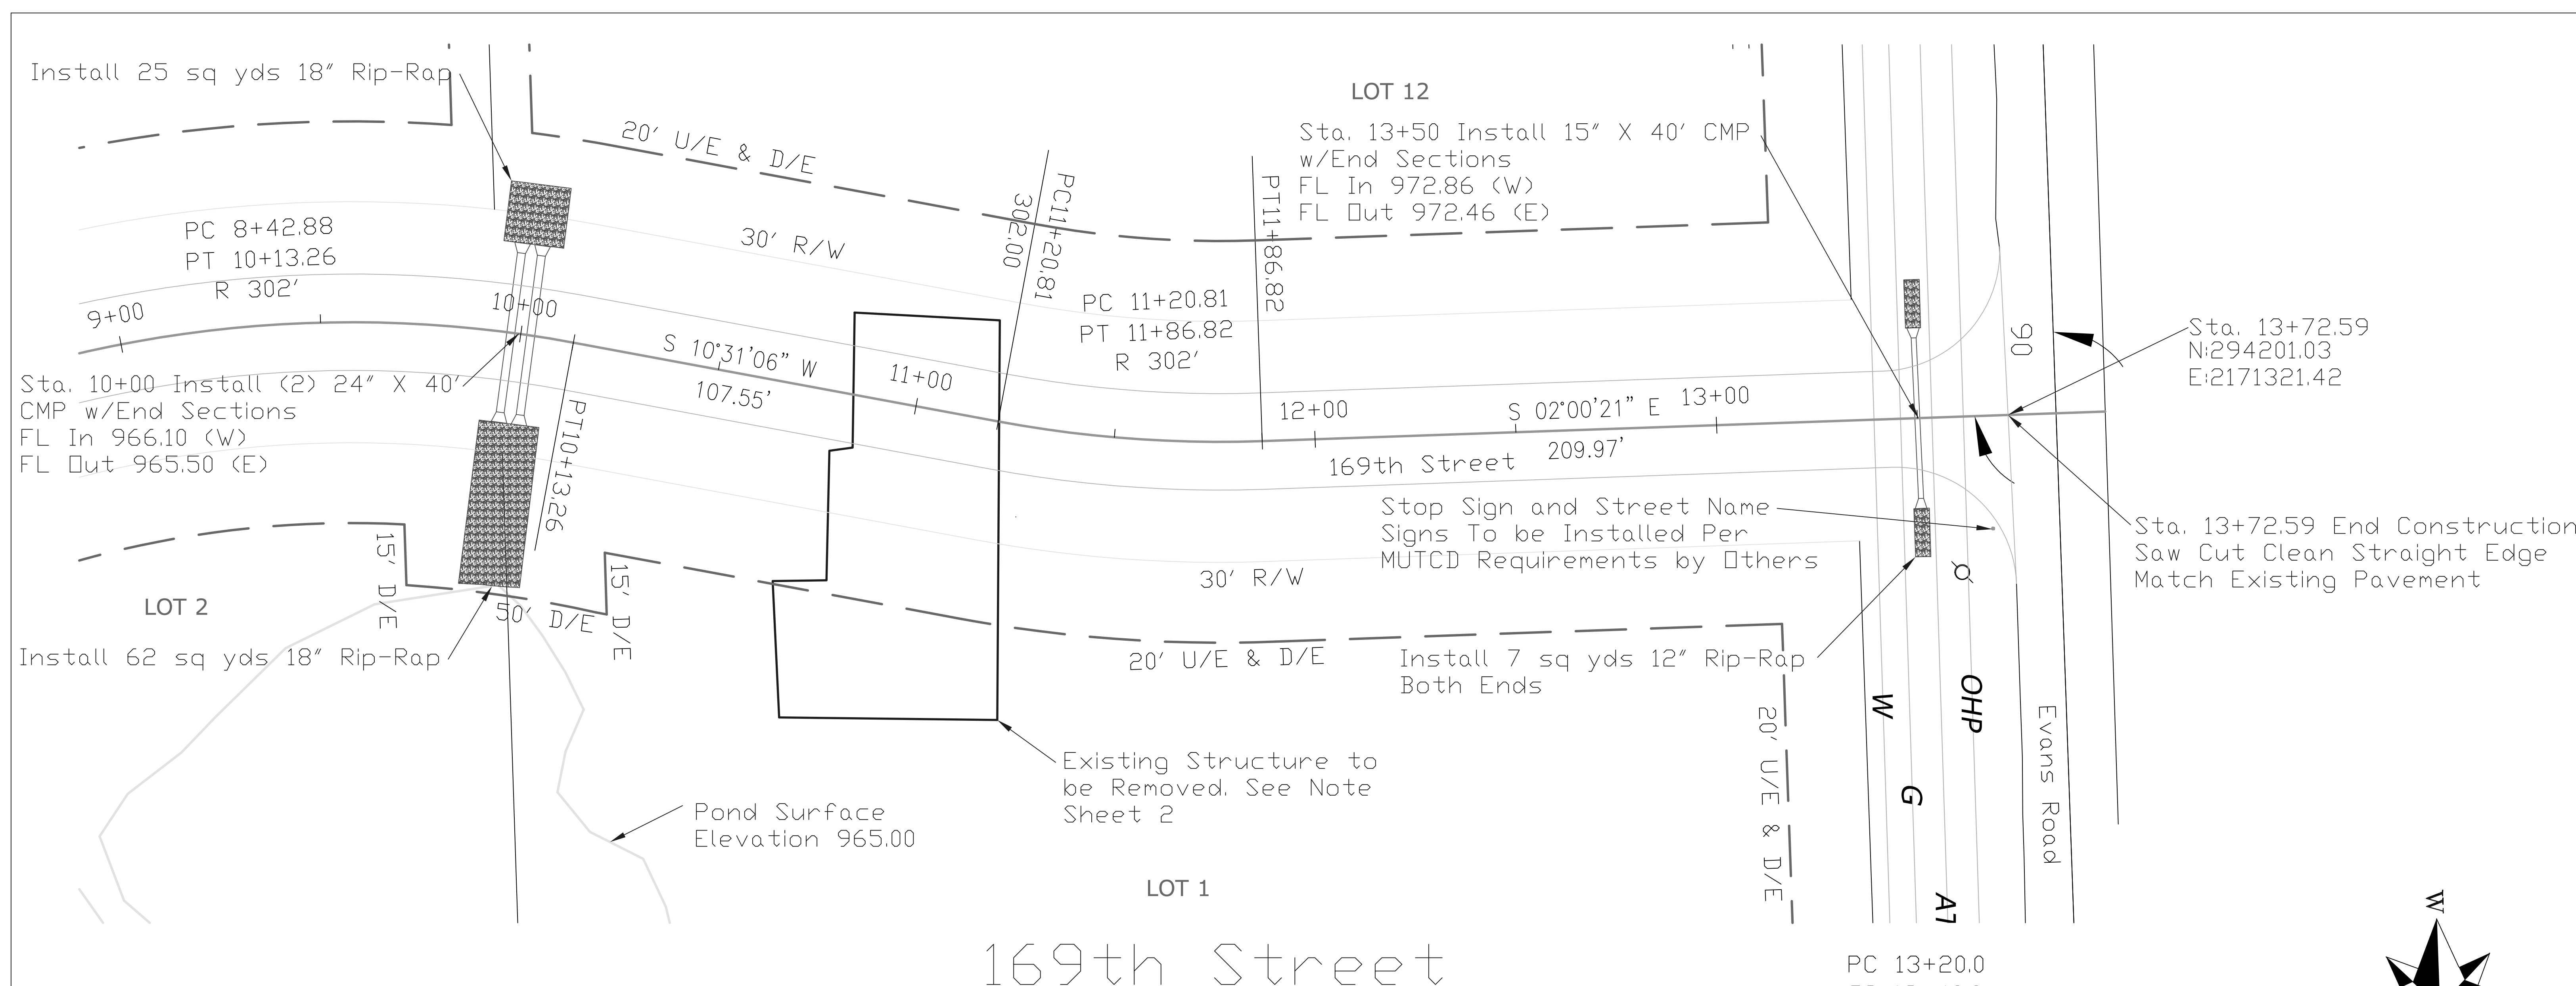 Install 25 sq yds 18" Rip-Rap
LOT 12
20' U/E & D/E
Sta. 13+50 Install 15" X 40' CMP
w/End Sections
FL In 972.86 (W)
FL Out 972.46 (E)
PC 8+42.88
PT 10+13.26
R 302'
30' R/W
PC11+20.81
302.00
PT11+86.82
PC 11+20.81
PT 11+86.82
R 302'
9+00
10+00
S 10°31'06" W
107.55'
11+00
12+00
S 02°00'21" E
13+00
209.97'
169th Street
90
Sta. 13+72.59
N:294201.03
E:2171321.42
Sta. 10+00 Install (2) 24" X 40'
CMP w/End Sections
FL In 966.10 (W)
FL Out 965.50 (E)
PT10+13.26
Stop Sign and Street Name
Signs To be Installed Per
MUTCD Requirements by Others
Sta. 13+72.59 End Construction
Saw Cut Clean Straight Edge
Match Existing Pavement
30' R/W
15' D/E
15' D/E
LOT 2
50' D/E
Install 62 sq yds 18" Rip-Rap
20' U/E & D/E
Install 7 sq yds 12" Rip-Rap
Both Ends
W
OHP
G
20' U/E & D/E
Evans Road
Existing Structure to
be Removed. See Note
Sheet 2
Pond Surface
Elevation 965.00
LOT 1
W
169th Street
PC 13+20.0